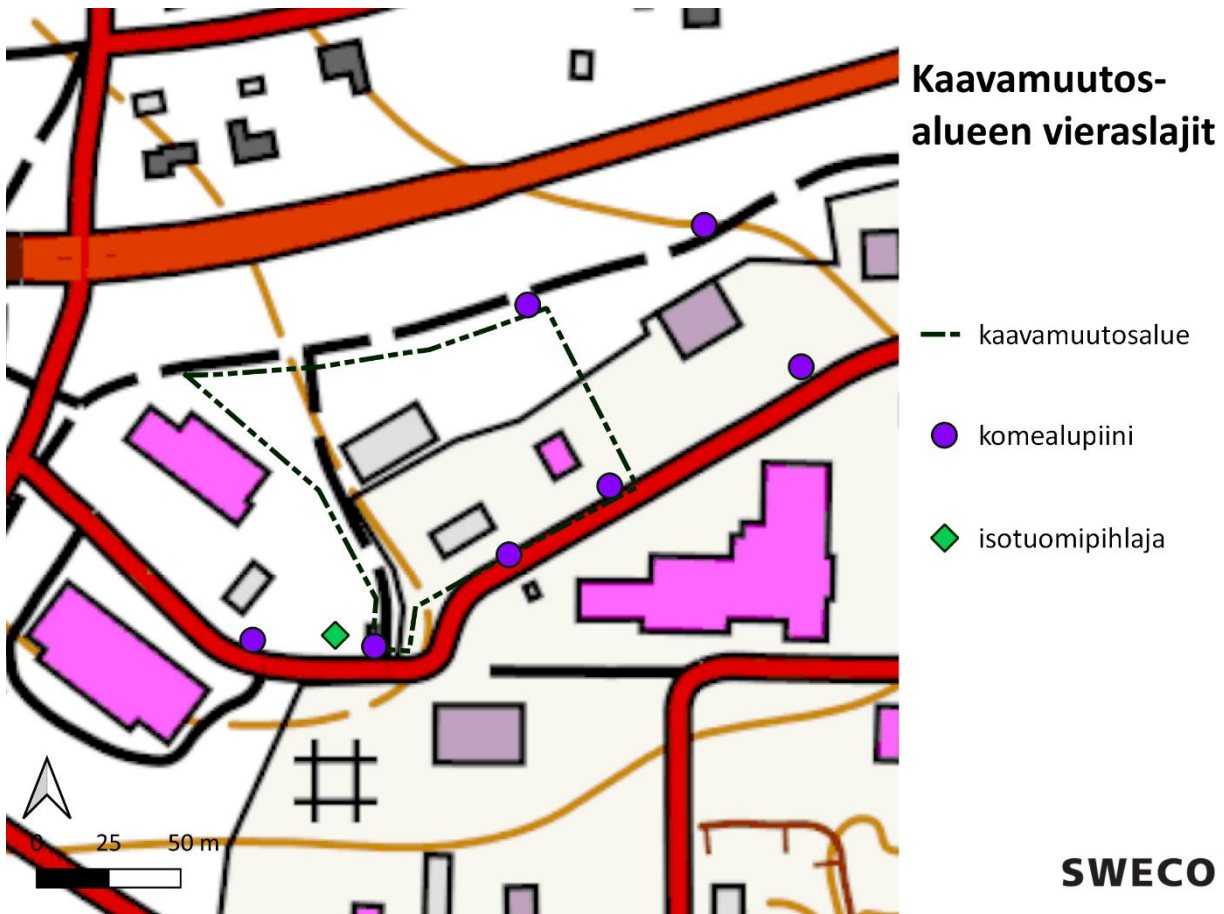 Kaavamuutos-
alueen vieraslajit
kaavamuutosalue
komealupiini
isotuomipihlaja
0 25 50 m
SWECO